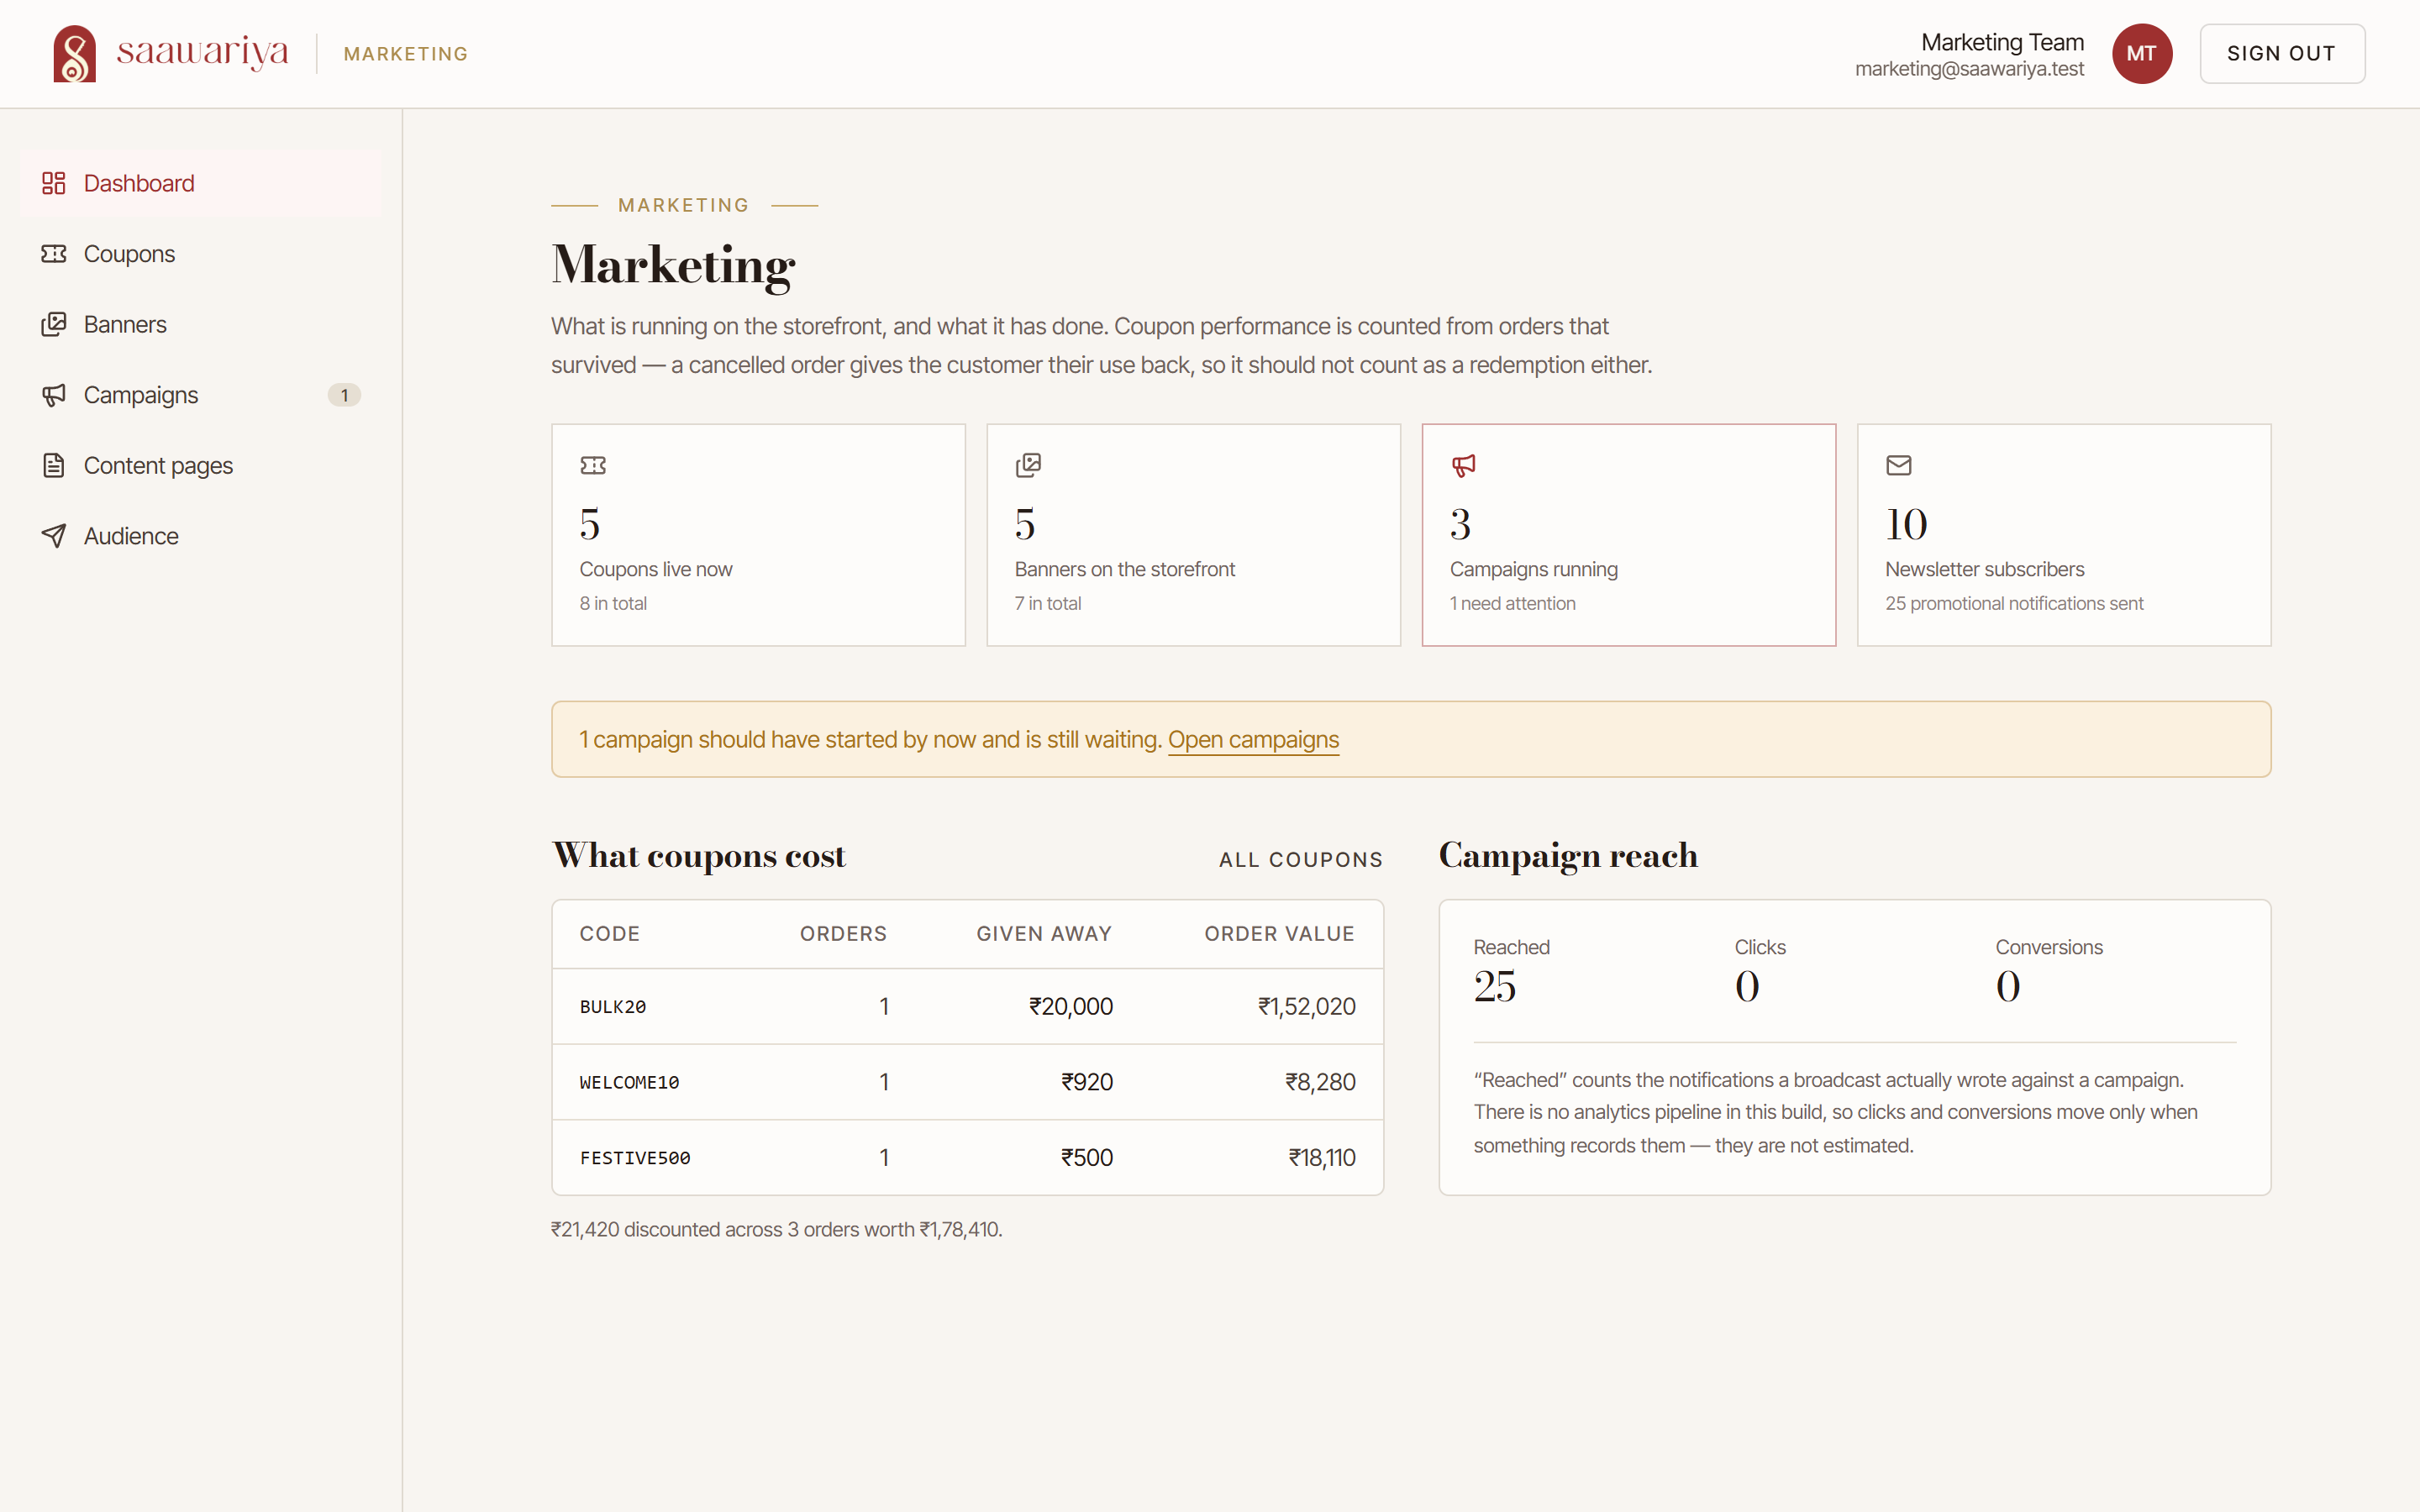 saawariya
MARKETING
Marketing Team
marketing@saawariya.test
MT
SIGN OUT
Dashboard
Coupons
Banners
Campaigns 1
Content pages
Audience
MARKETING
Marketing
What is running on the storefront, and what it has done. Coupon performance is counted from orders that
survived — a cancelled order gives the customer their use back, so it should not count as a redemption either.
5
Coupons live now
8 in total
5
Banners on the storefront
7 in total
3
Campaigns running
1 need attention
10
Newsletter subscribers
25 promotional notifications sent
1 campaign should have started by now and is still waiting. Open campaigns
What coupons cost
ALL COUPONS
CODE ORDERS GIVEN AWAY ORDER VALUE
BULK20 1 ₹20,000 ₹1,52,020
WELCOME10 1 ₹920 ₹8,280
FESTIVE500 1 ₹500 ₹18,110
₹21,420 discounted across 3 orders worth ₹1,78,410.
Campaign reach
Reached Clicks Conversions
25 0 0
“Reached” counts the notifications a broadcast actually wrote against a campaign.
There is no analytics pipeline in this build, so clicks and conversions move only when
something records them — they are not estimated.